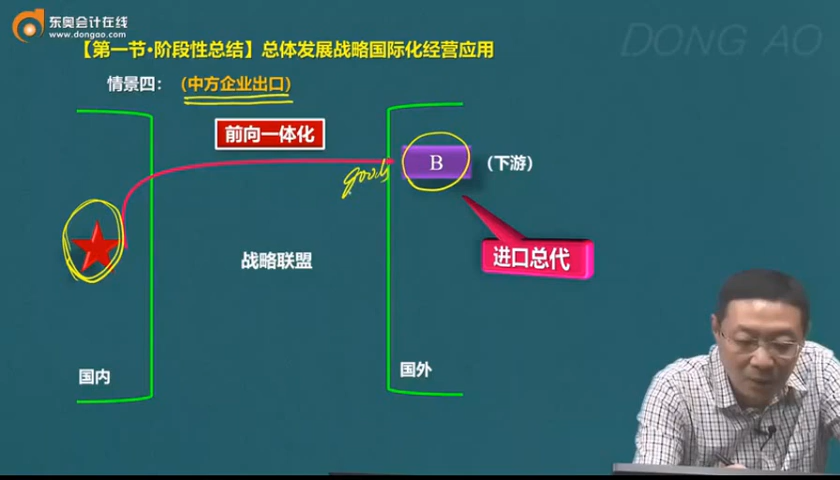 东奥会计在线
www.dongao.com
DONG AO
【第一节·阶段性总结】总体发展战略国际化经营应用
情景四：（中方企业出口）
前向一体化
B
（下游）
goods
进口总代
战略联盟
国内
国外